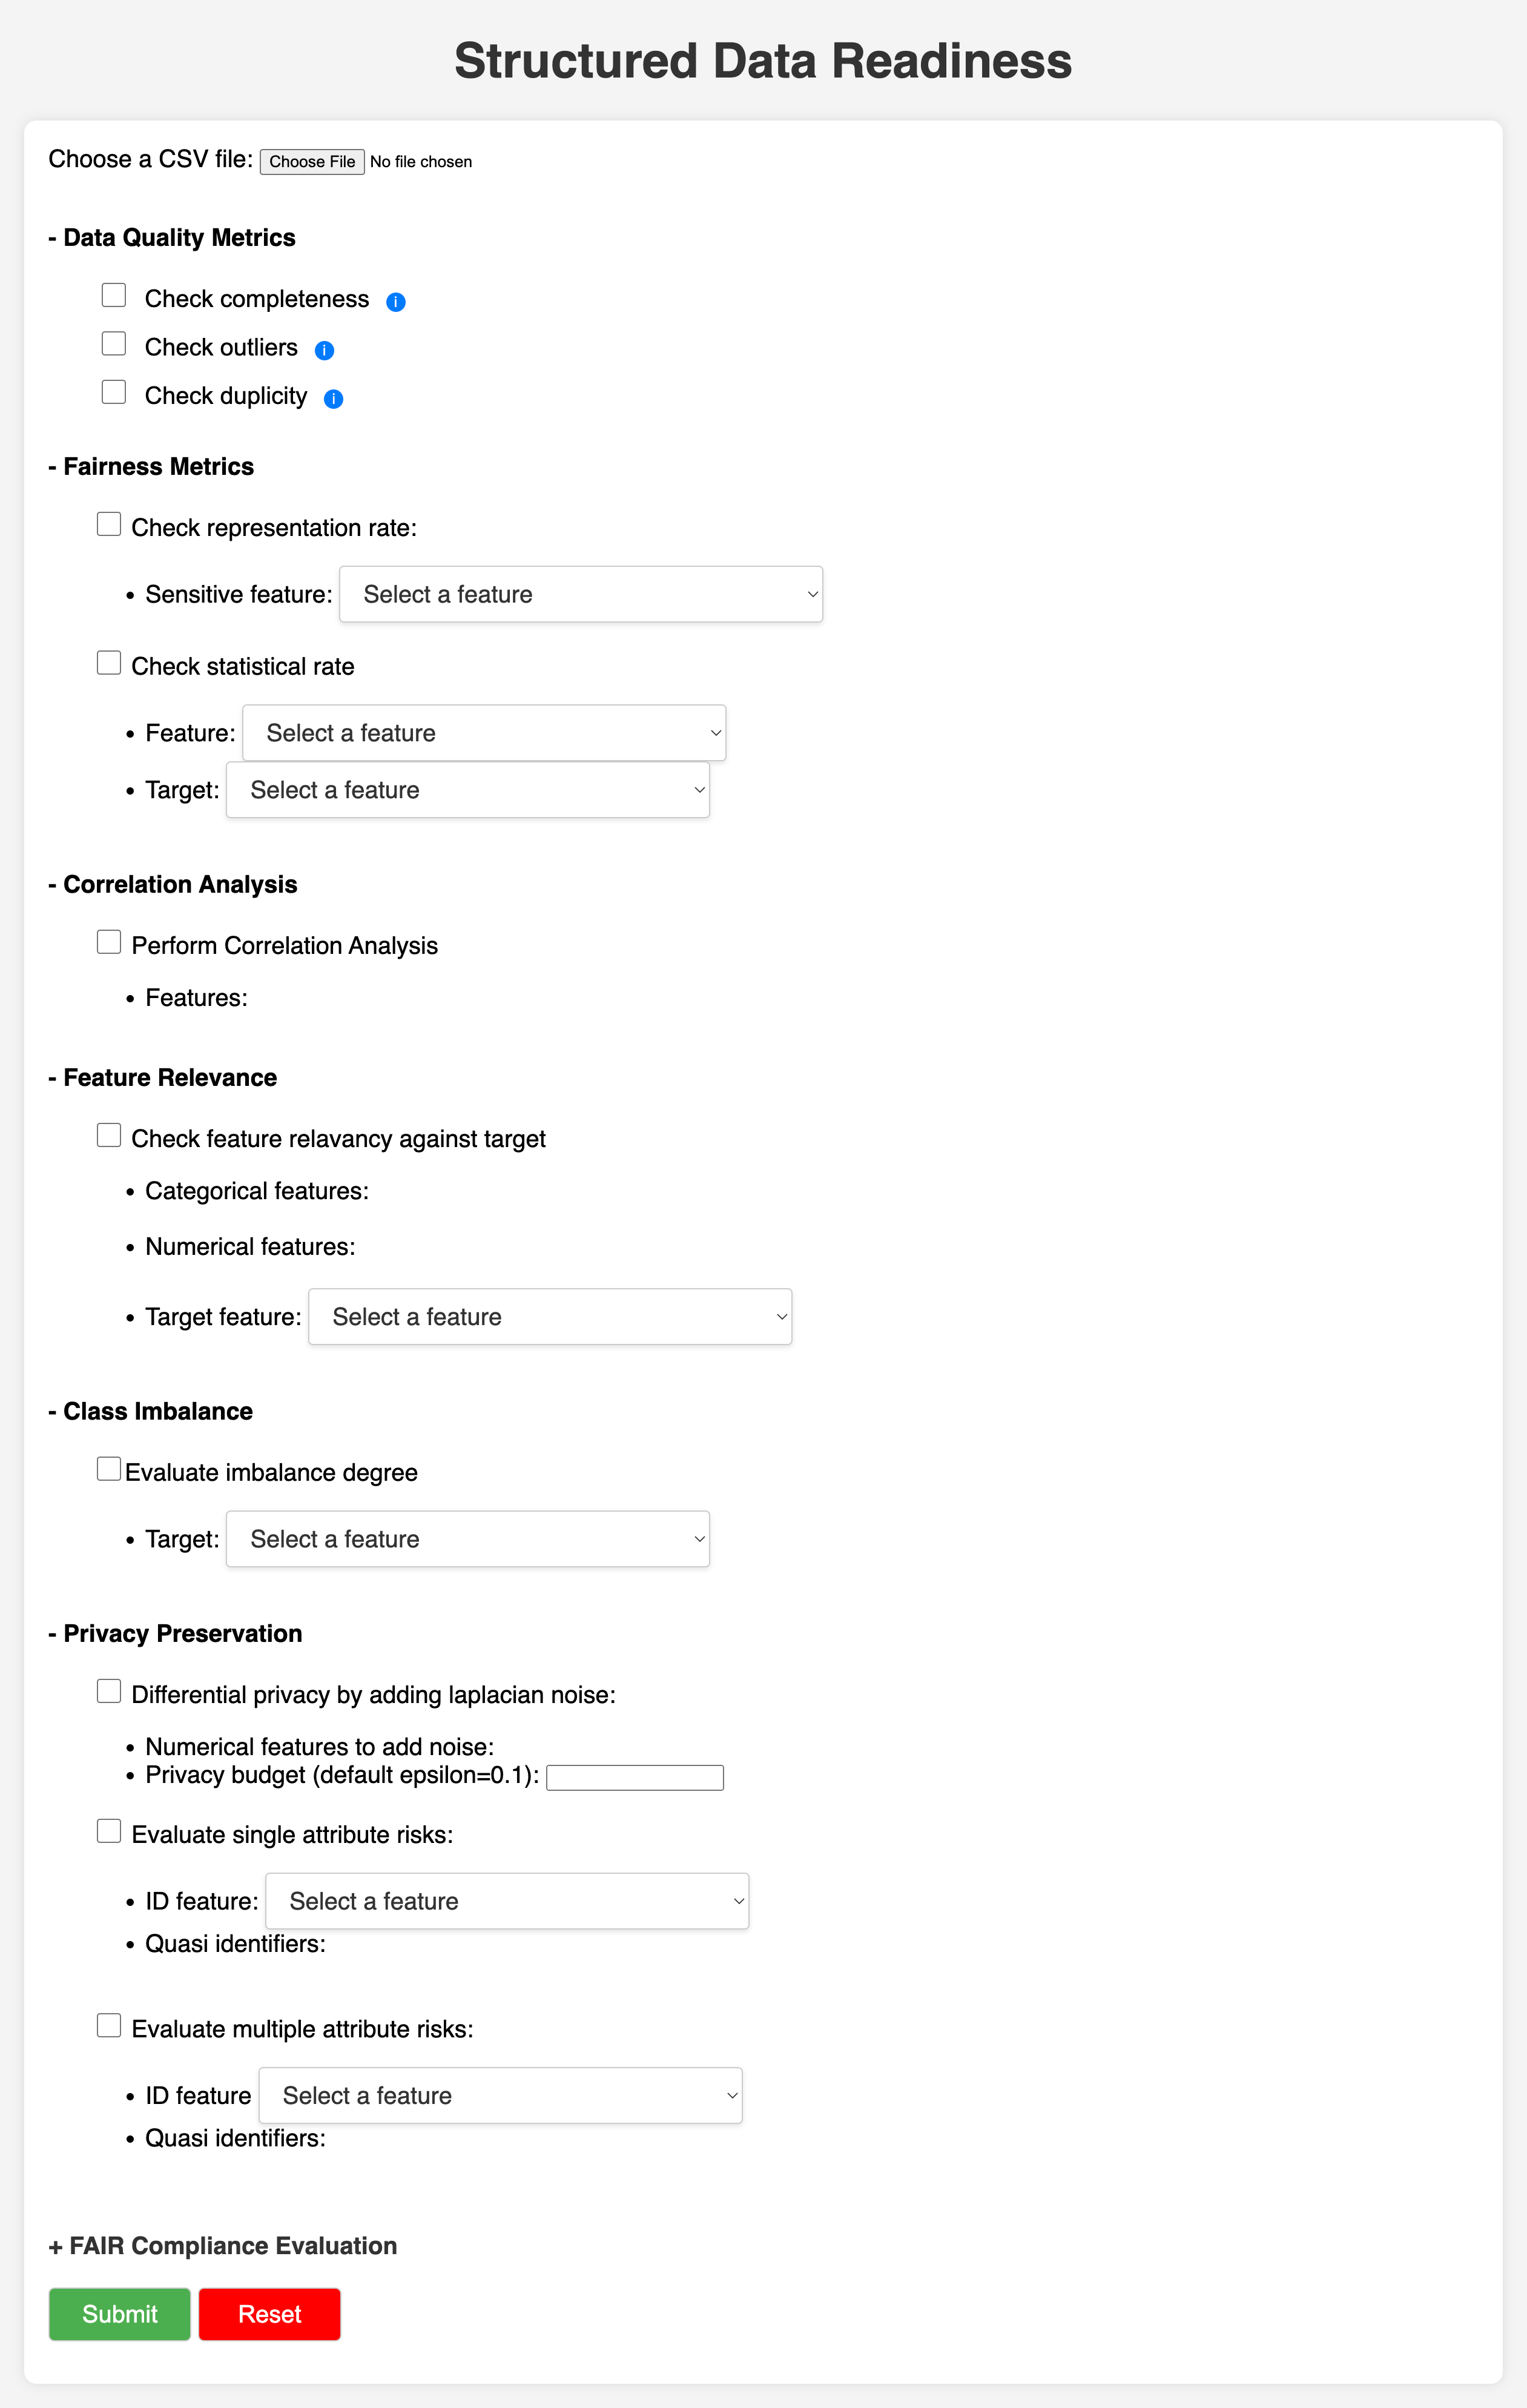 Structured Data Readiness
Choose a CSV file: Choose File No file chosen
- Data Quality Metrics
Check completeness i
Check outliers i
Check duplicity i
- Fairness Metrics
Check representation rate:
• Sensitive feature: Select a feature
Check statistical rate
• Feature: Select a feature
• Target: Select a feature
- Correlation Analysis
Perform Correlation Analysis
• Features:
- Feature Relevance
Check feature relavancy against target
• Categorical features:
• Numerical features:
• Target feature: Select a feature
- Class Imbalance
Evaluate imbalance degree
• Target: Select a feature
- Privacy Preservation
Differential privacy by adding laplacian noise:
• Numerical features to add noise:
• Privacy budget (default epsilon=0.1):
Evaluate single attribute risks:
• ID feature: Select a feature
• Quasi identifiers:
Evaluate multiple attribute risks:
• ID feature Select a feature
• Quasi identifiers:
+ FAIR Compliance Evaluation
Submit Reset